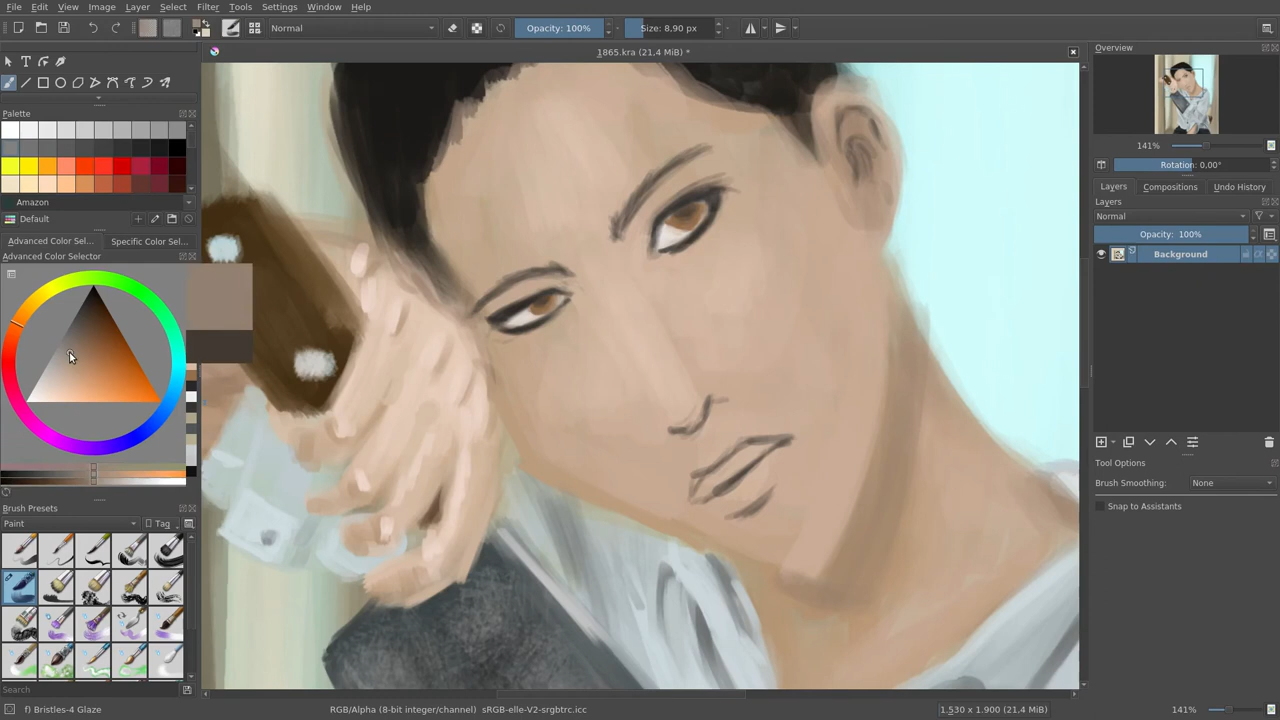 File Edit View Image Layer Select Filter Tools Settings Window Help
Normal Opacity: 100% Size: 8,90 px
1865.kra (21,4 MiB) *
Palette
Amazon
Default
Advanced Color Sel... Specific Color Sel...
Advanced Color Selector
Brush Presets
Paint Tag
Search
Overview
141%
Rotation: 0,00°
Layers Compositions Undo History
Layers
Normal
Opacity: 100%
Background
Tool Options
Brush Smoothing: None
Snap to Assistants
f) Bristles-4 Glaze RGB/Alpha (8-bit integer/channel) sRGB-elle-V2-srgbtrc.icc 1.530 x 1.900 (21,4 MiB) 141%